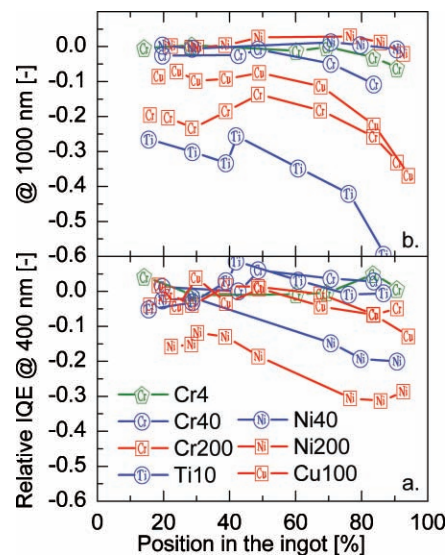 0.0
-0.1
-0.2
-0.3
-0.4
-0.5
-0.6
@ 1000 nm [-]
b.
0.0
-0.1
-0.2
-0.3
-0.4
-0.5
-0.6
Relative IQE @ 400 nm [-]
Cr4
Cr40
Ni40
Cr200
Ni200
Ti10
Cu100
a.
0 20 40 60 80 100
Position in the ingot [%]